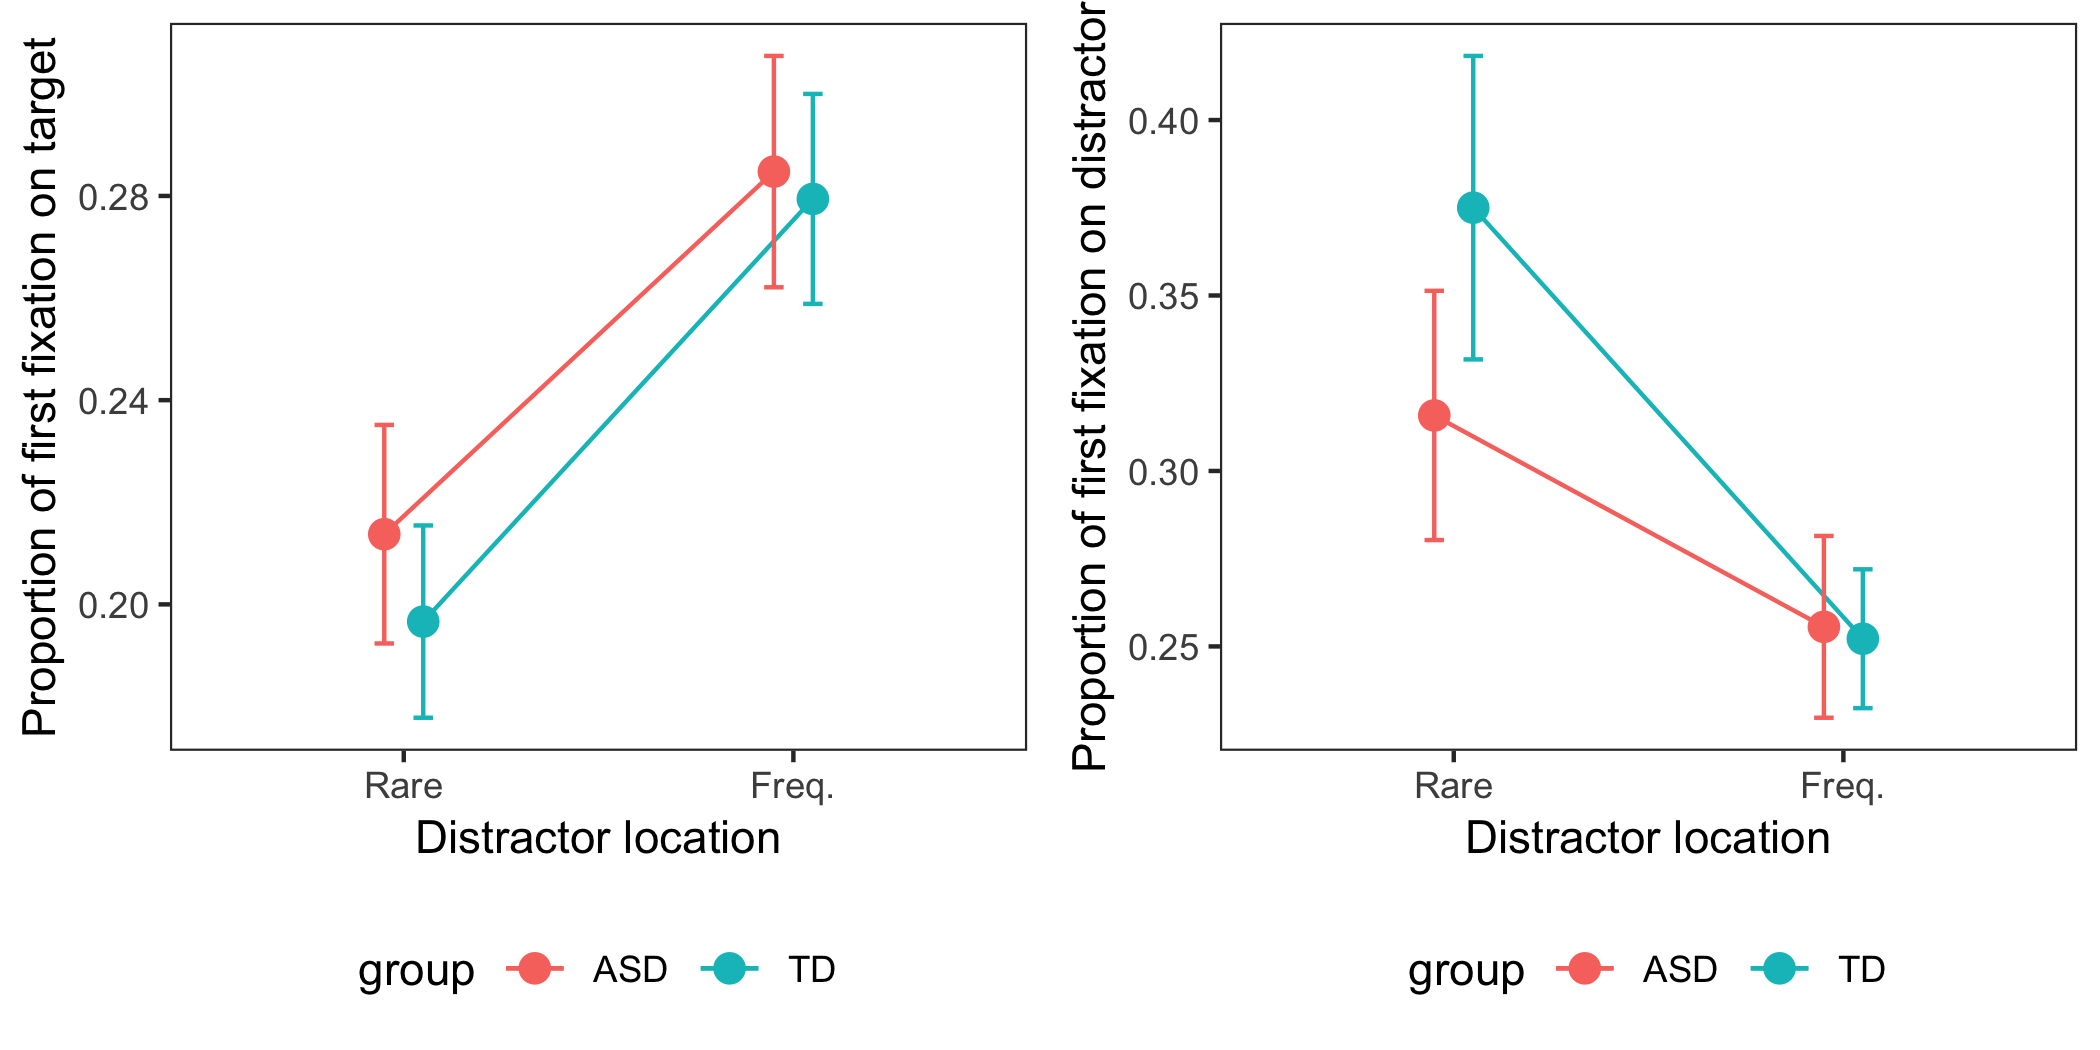 Proportion of first fixation on target
0.28
0.24
0.20
Rare Freq.
Distractor location
group ASD TD
Proportion of first fixation on distractor
0.40
0.35
0.30
0.25
Rare Freq.
Distractor location
group ASD TD